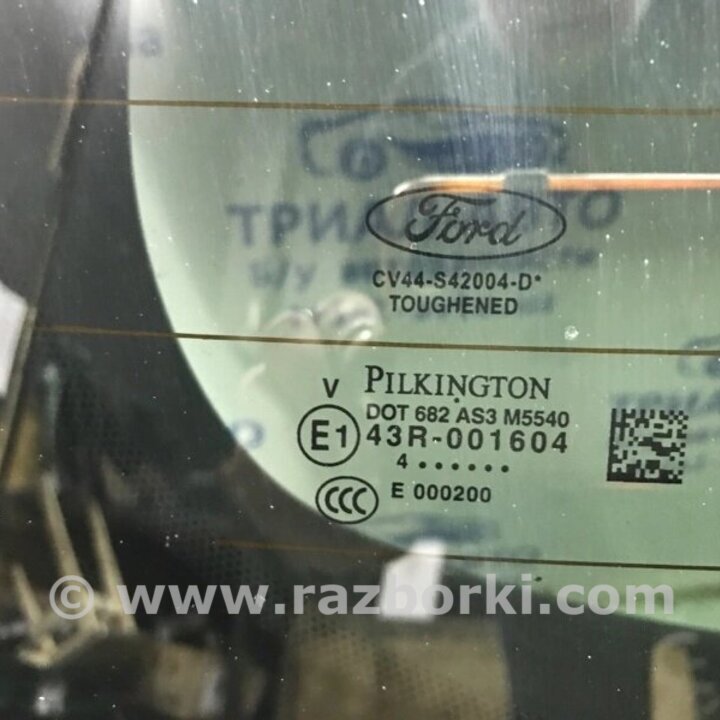 Ford
CV44-S42004-D*
TOUGHENED
V PILKINGTON
DOT 682 AS3 M5540
E1 43R-001604
4 . . . . . .
CCC E 000200
© www.razborki.com